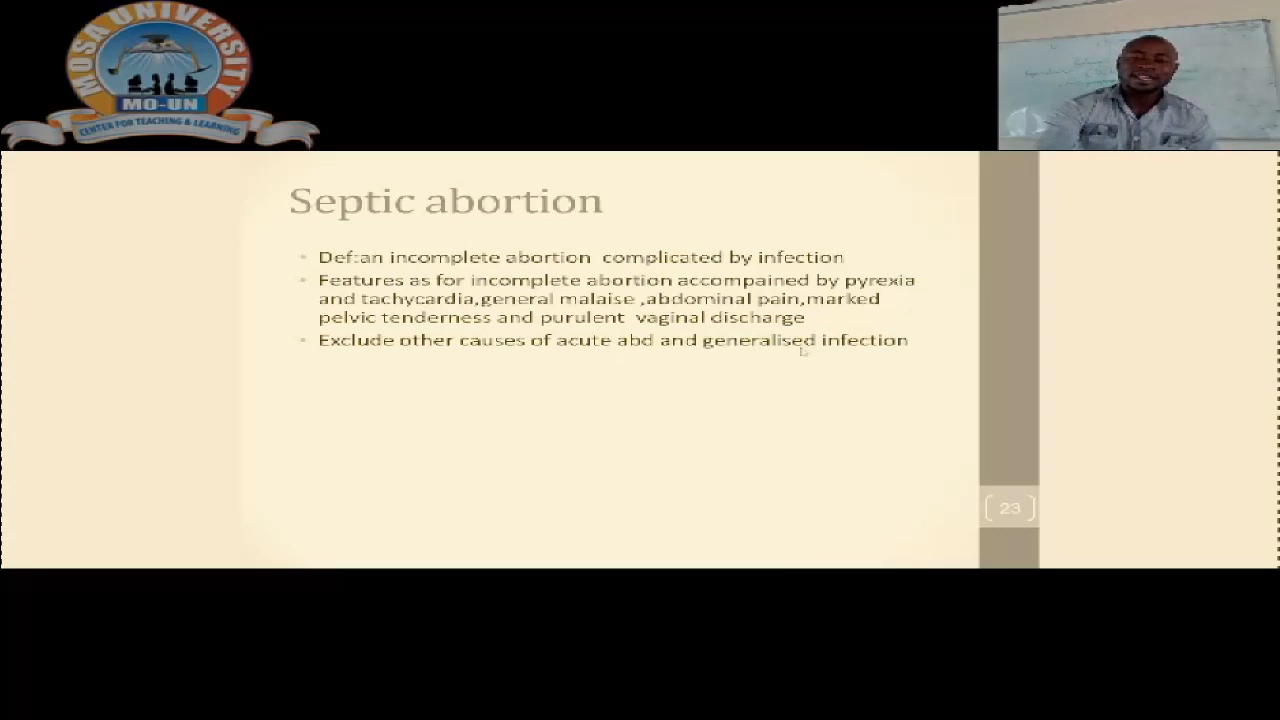 MOSA UNIVERSITY
MO-UN
CENTER FOR TEACHING & LEARNING
Septic abortion
Def:an incomplete abortion complicated by infection
Features as for incomplete abortion accompained by pyrexia
and tachycardia,general malaise ,abdominal pain,marked
pelvic tenderness and purulent vaginal discharge
Exclude other causes of acute abd and generalised infection
23